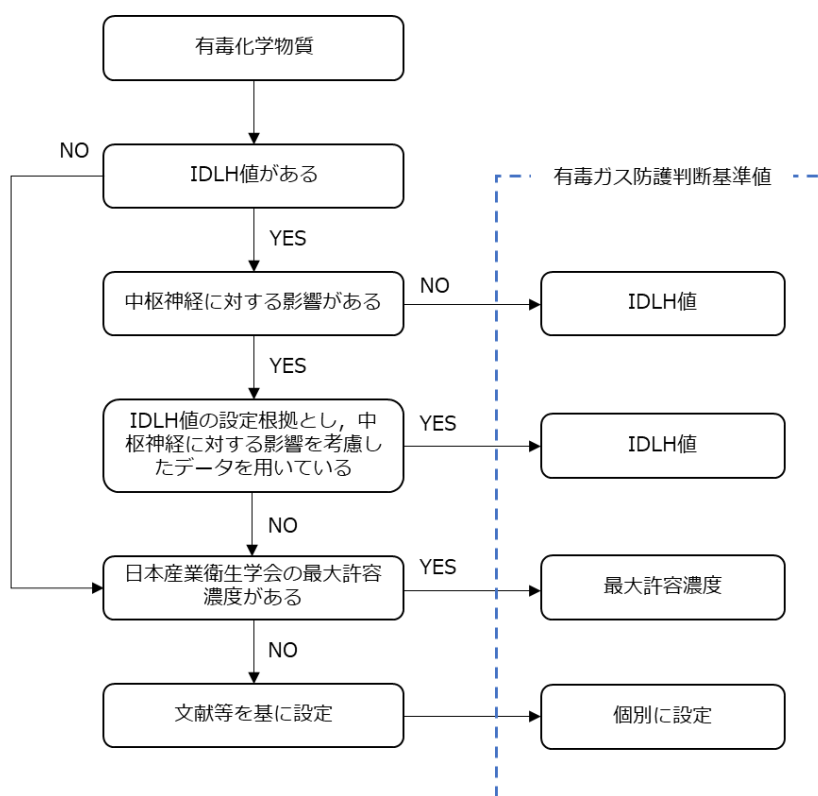 有毒化学物質
NO
IDLH値がある
有毒ガス防護判断基準値
YES
中枢神経に対する影響がある
NO
IDLH値
YES
IDLH値の設定根拠とし，中
枢神経に対する影響を考慮し
たデータを用いている
YES
IDLH値
NO
日本産業衛生学会の最大許容
濃度がある
YES
最大許容濃度
NO
文献等を基に設定
個別に設定